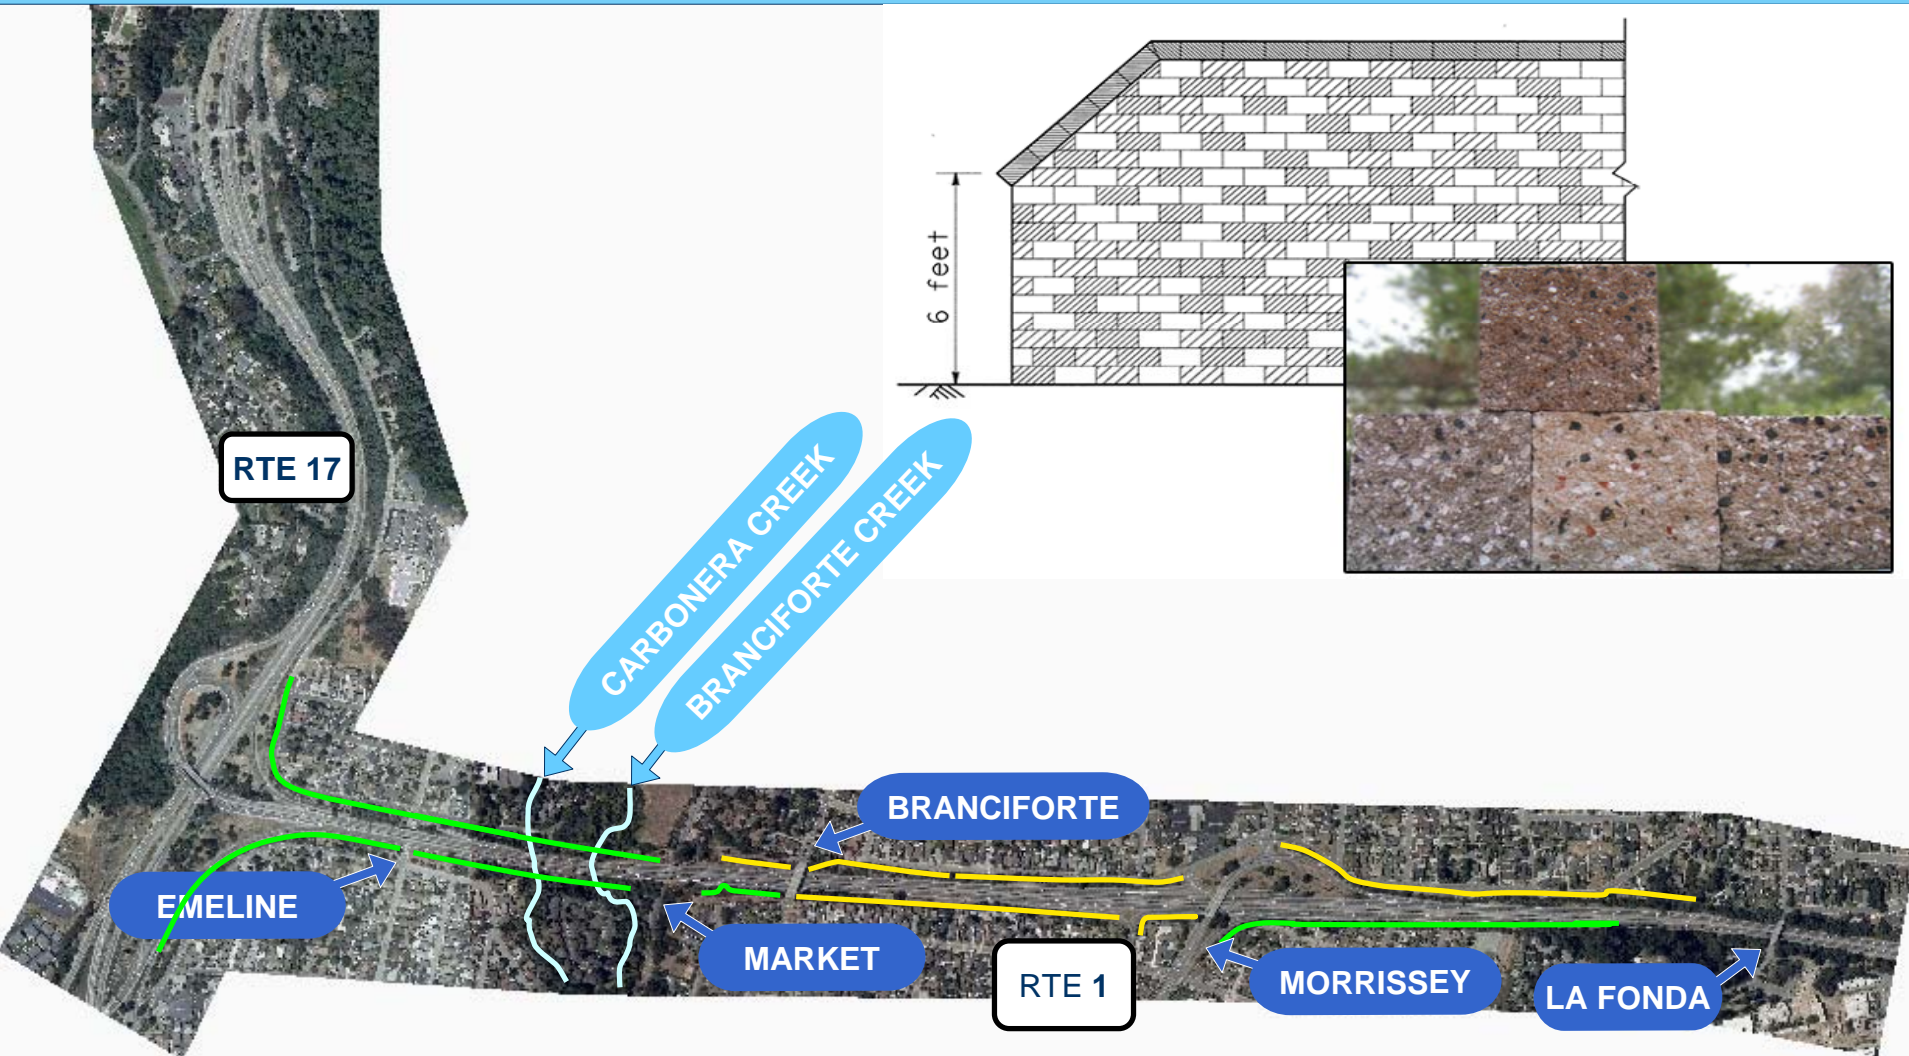 6 feet
RTE 17
CARBONERA CREEK
BRANCIFORTE CREEK
BRANCIFORTE
EMELINE
MARKET
RTE 1
MORRISSEY
LA FONDA